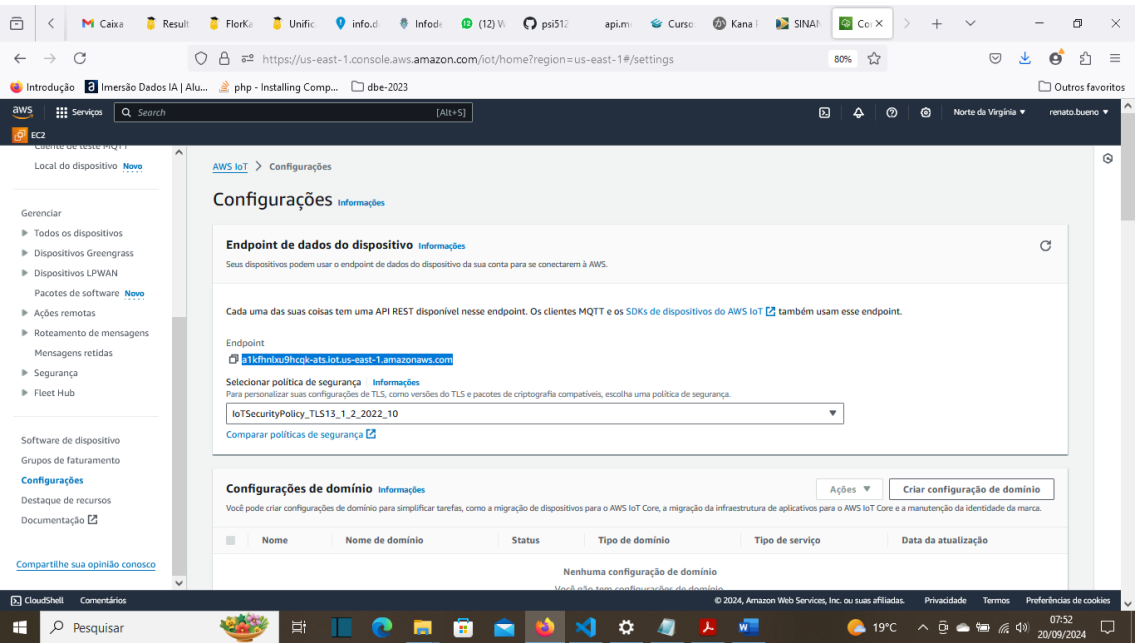 M Caixa
Result
FlorKa
Unific
info.d
Infode
(12) W
psi512
api.m
Curso
Kana
SINAN
Co
https://us-east-1.console.aws.amazon.com/iot/home?region=us-east-1#/settings
80%
Introdução
Imersão Dados IA | Alu...
php - Installing Comp...
dbe-2023
Outros favoritos
aws
Serviços
Search
[Alt+S]
Norte da Virgínia
renato.bueno
EC2
Cliente de teste MQTT
Local do dispositivo Novo
Gerenciar
Todos os dispositivos
Dispositivos Greengrass
Dispositivos LPWAN
Pacotes de software Novo
Ações remotas
Roteamento de mensagens
Mensagens retidas
Segurança
Fleet Hub
Software de dispositivo
Grupos de faturamento
Configurações
Destaque de recursos
Documentação
Compartilhe sua opinião conosco
AWS IoT > Configurações
Configurações Informações
Endpoint de dados do dispositivo Informações
Seus dispositivos podem usar o endpoint de dados do dispositivo da sua conta para se conectarem à AWS.
Cada uma das suas coisas tem uma API REST disponível nesse endpoint. Os clientes MQTT e os SDKs de dispositivos do AWS IoT também usam esse endpoint.
Endpoint
a1kfhnlxu9hcqk-ats.iot.us-east-1.amazonaws.com
Selecionar política de segurança Informações
Para personalizar suas configurações de TLS, como versões do TLS e pacotes de criptografia compatíveis, escolha uma política de segurança.
IoTSecurityPolicy_TLS13_1_2_2022_10
Comparar políticas de segurança
Configurações de domínio Informações
Ações
Criar configuração de domínio
Você pode criar configurações de domínio para simplificar tarefas, como a migração de dispositivos para o AWS IoT Core, a migração da infraestrutura de aplicativos para o AWS IoT Core e a manutenção da identidade da marca.
Nome
Nome de domínio
Status
Tipo de domínio
Tipo de serviço
Data da atualização
Nenhuma configuração de domínio
Você não tem configurações de domínio
CloudShell
Comentários
© 2024, Amazon Web Services, Inc. ou suas afiliadas.
Privacidade
Termos
Preferências de cookies
Pesquisar
19°C
07:52
20/09/2024